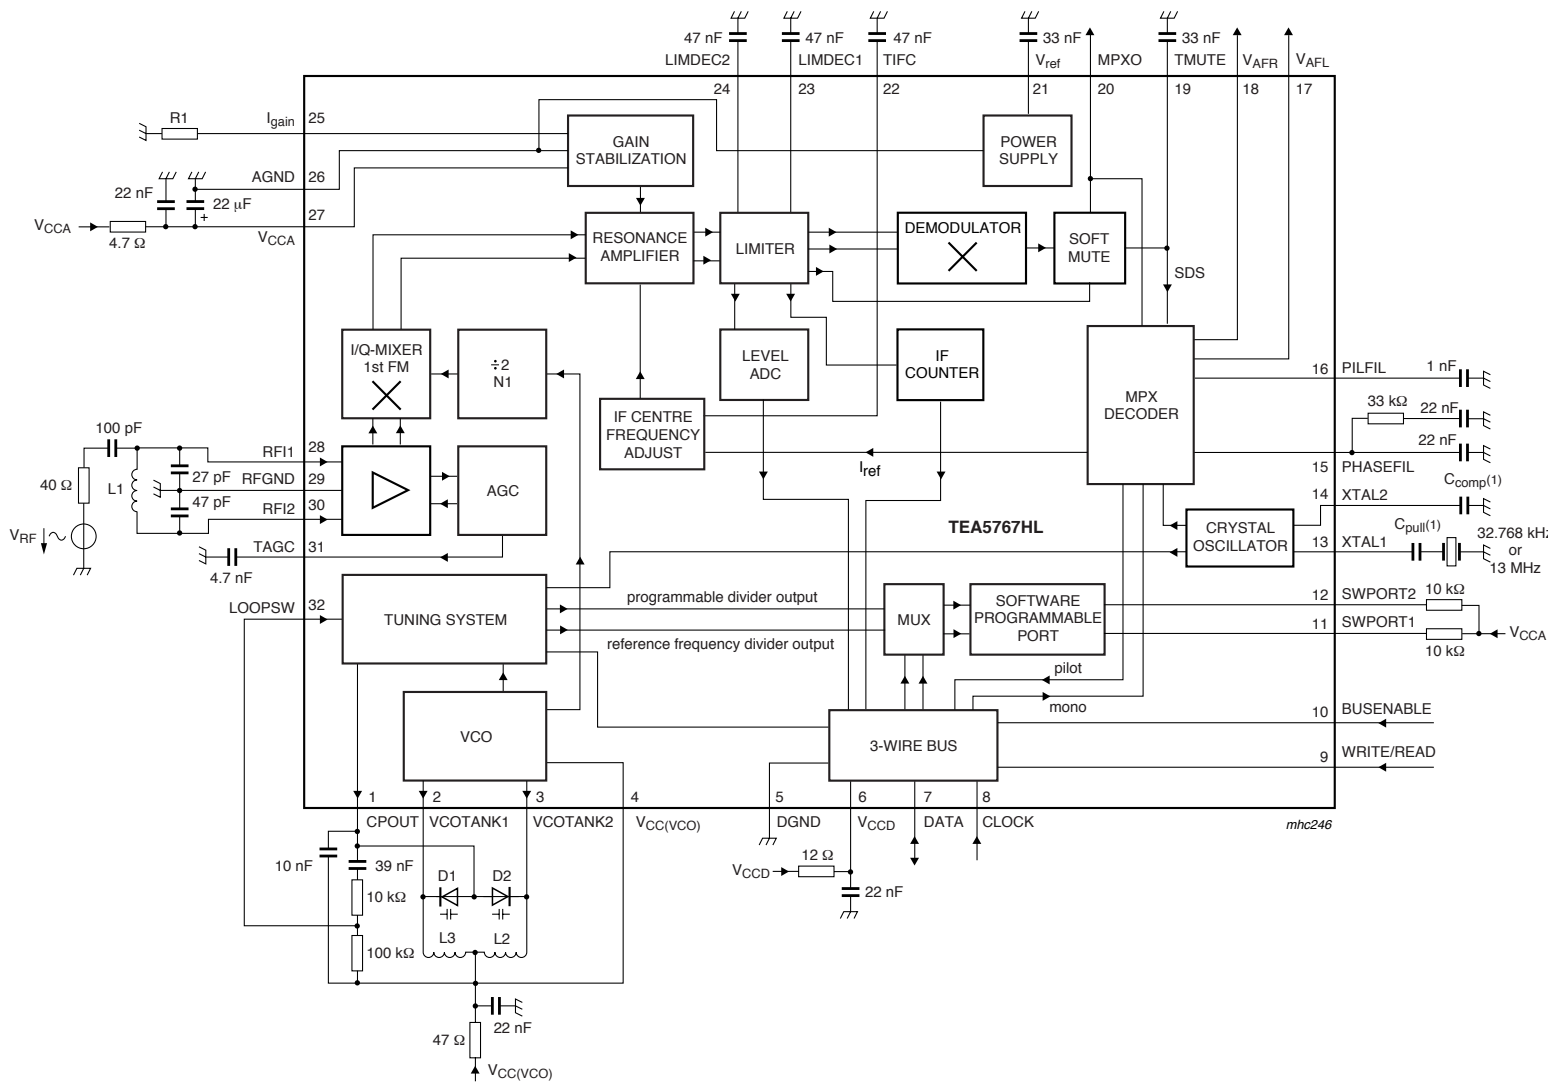 47 nF
47 nF
47 nF
33 nF
33 nF
LIMDEC2
LIMDEC1
TIFC
Vref
MPXO
TMUTE
VAFR
VAFL
24
23
22
21
20
19
18
17
R1
Igain
25
GAIN
STABILIZATION
POWER
SUPPLY
AGND
26
22 nF
22 μF
+
27
VCCA
4.7 Ω
VCCA
RESONANCE
AMPLIFIER
LIMITER
DEMODULATOR
SOFT
MUTE
SDS
I/Q-MIXER
1st FM
÷2
N1
LEVEL
ADC
IF
COUNTER
MPX
DECODER
16
PILFIL
1 nF
IF CENTRE
FREQUENCY
ADJUST
33 kΩ
22 nF
22 nF
Iref
15
PHASEFIL
100 pF
RFI1
28
27 pF
RFGND
29
40 Ω
L1
47 pF
RFI2
30
AGC
VRF
TAGC
31
4.7 nF
TEA5767HL
CRYSTAL
OSCILLATOR
14
XTAL2
Ccomp(1)
13
XTAL1
Cpull(1)
32.768 kHz
or
13 MHz
LOOPSW
32
TUNING SYSTEM
programmable divider output
reference frequency divider output
MUX
SOFTWARE
PROGRAMMABLE
PORT
12
SWPORT2
10 kΩ
11
SWPORT1
10 kΩ
VCCA
pilot
mono
VCO
3-WIRE BUS
10
BUSENABLE
9
WRITE/READ
1
2
3
4
5
6
7
8
CPOUT
VCOTANK1
VCOTANK2
VCC(VCO)
DGND
VCCD
DATA
CLOCK
mhc246
10 nF
39 nF
10 kΩ
D1
D2
100 kΩ
L3
L2
VCCD
12 Ω
22 nF
22 nF
47 Ω
VCC(VCO)